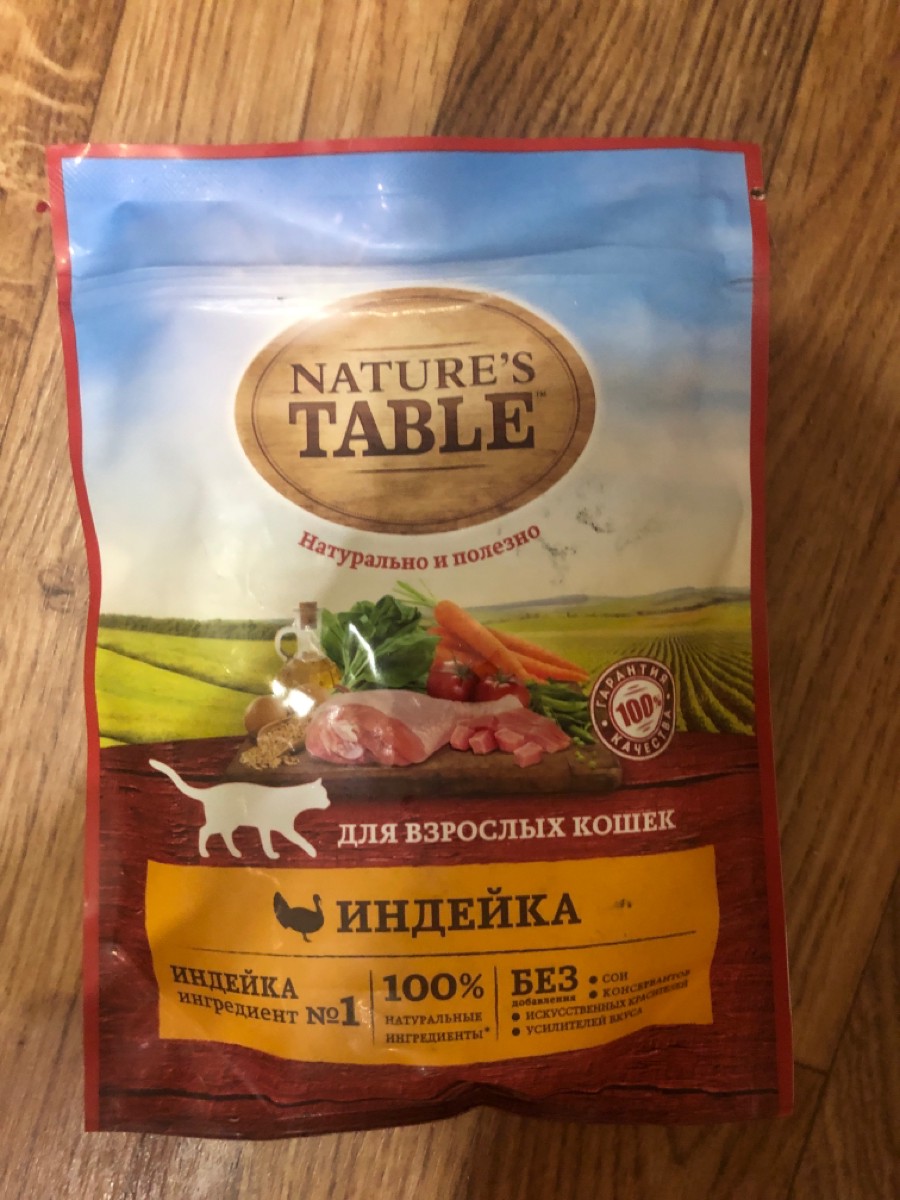 NATURE'S
TABLE™
Натурально и полезно
ГАРАНТИЯ
100%
КАЧЕСТВА
ДЛЯ ВЗРОСЛЫХ КОШЕК
ИНДЕЙКА
ИНДЕЙКА
ингредиент №1
100%
НАТУРАЛЬНЫЕ
ИНГРЕДИЕНТЫ*
БЕЗ
добавления
• СОИ
• КОНСЕРВАНТОВ
• ИСКУССТВЕННЫХ КРАСИТЕЛЕЙ
• УСИЛИТЕЛЕЙ ВКУСА